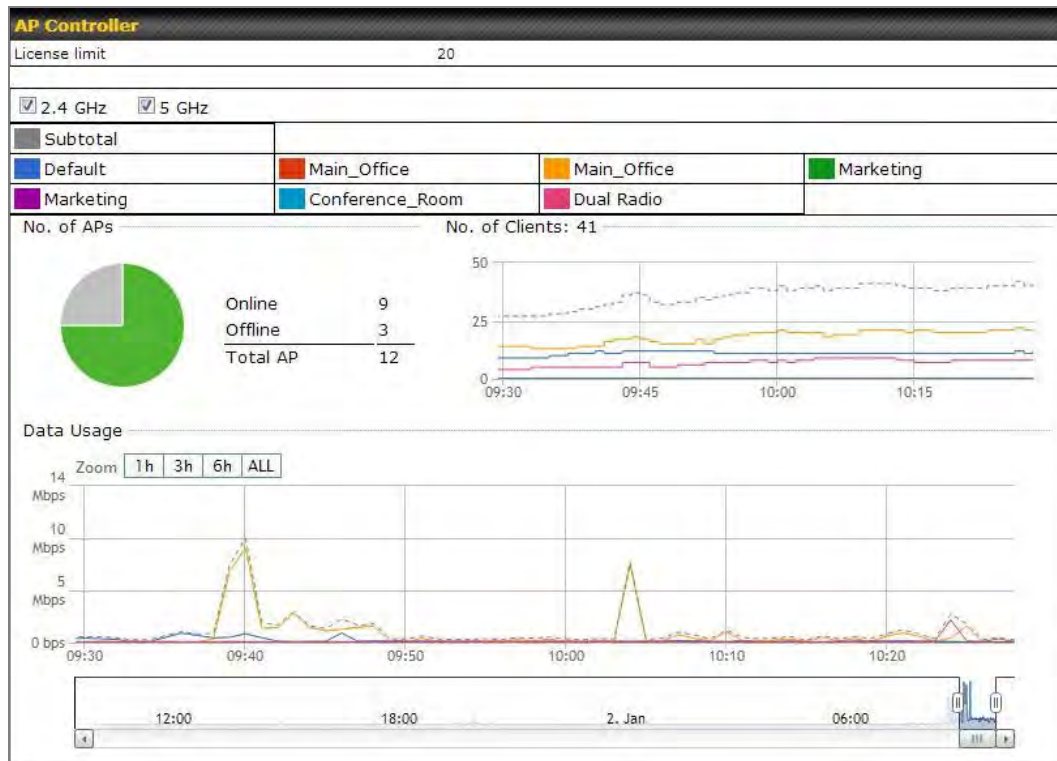 AP Controller
License limit 20
2.4 GHz 5 GHz
Subtotal
Default Main_Office Main_Office Marketing
Marketing Conference_Room Dual Radio
No. of APs No. of Clients: 41
Online 9
Offline 3
Total AP 12
50
25
0
09:30 09:45 10:00 10:15
Data Usage
Zoom 1h 3h 6h ALL
14
Mbps
10
Mbps
5
Mbps
0 bps
09:30 09:40 09:50 10:00 10:10 10:20
12:00 18:00 2. Jan 06:00